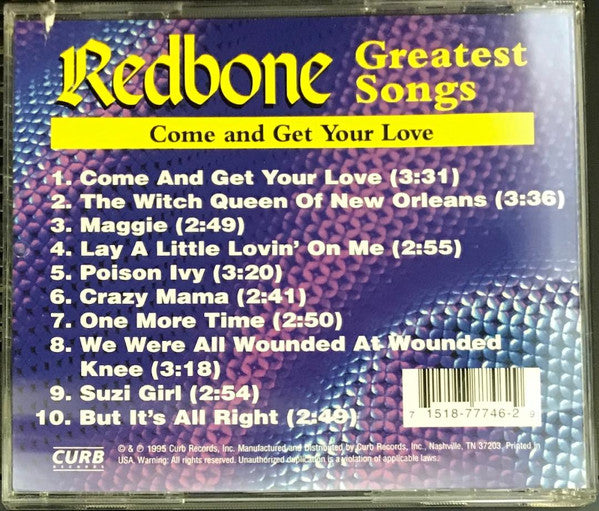 Redbone Greatest Songs
Come and Get Your Love
1. Come And Get Your Love (3:31)
2. The Witch Queen Of New Orleans (3:36)
3. Maggie (2:49)
4. Lay A Little Lovin' On Me (2:55)
5. Poison Ivy (3:20)
6. Crazy Mama (2:41)
7. One More Time (2:50)
8. We Were All Wounded At Wounded
Knee (3:18)
9. Suzi Girl (2:54)
10. But It's All Right (2:49)
7 15187-77746-2 9
CURB
RECORDS
© & ℗ 1995 Curb Records, Inc. Manufactured and distributed by Curb Records, Inc., Nashville, TN 37203, Printed in
USA. Warning: All rights reserved. Unauthorized duplication is a violation of applicable laws.